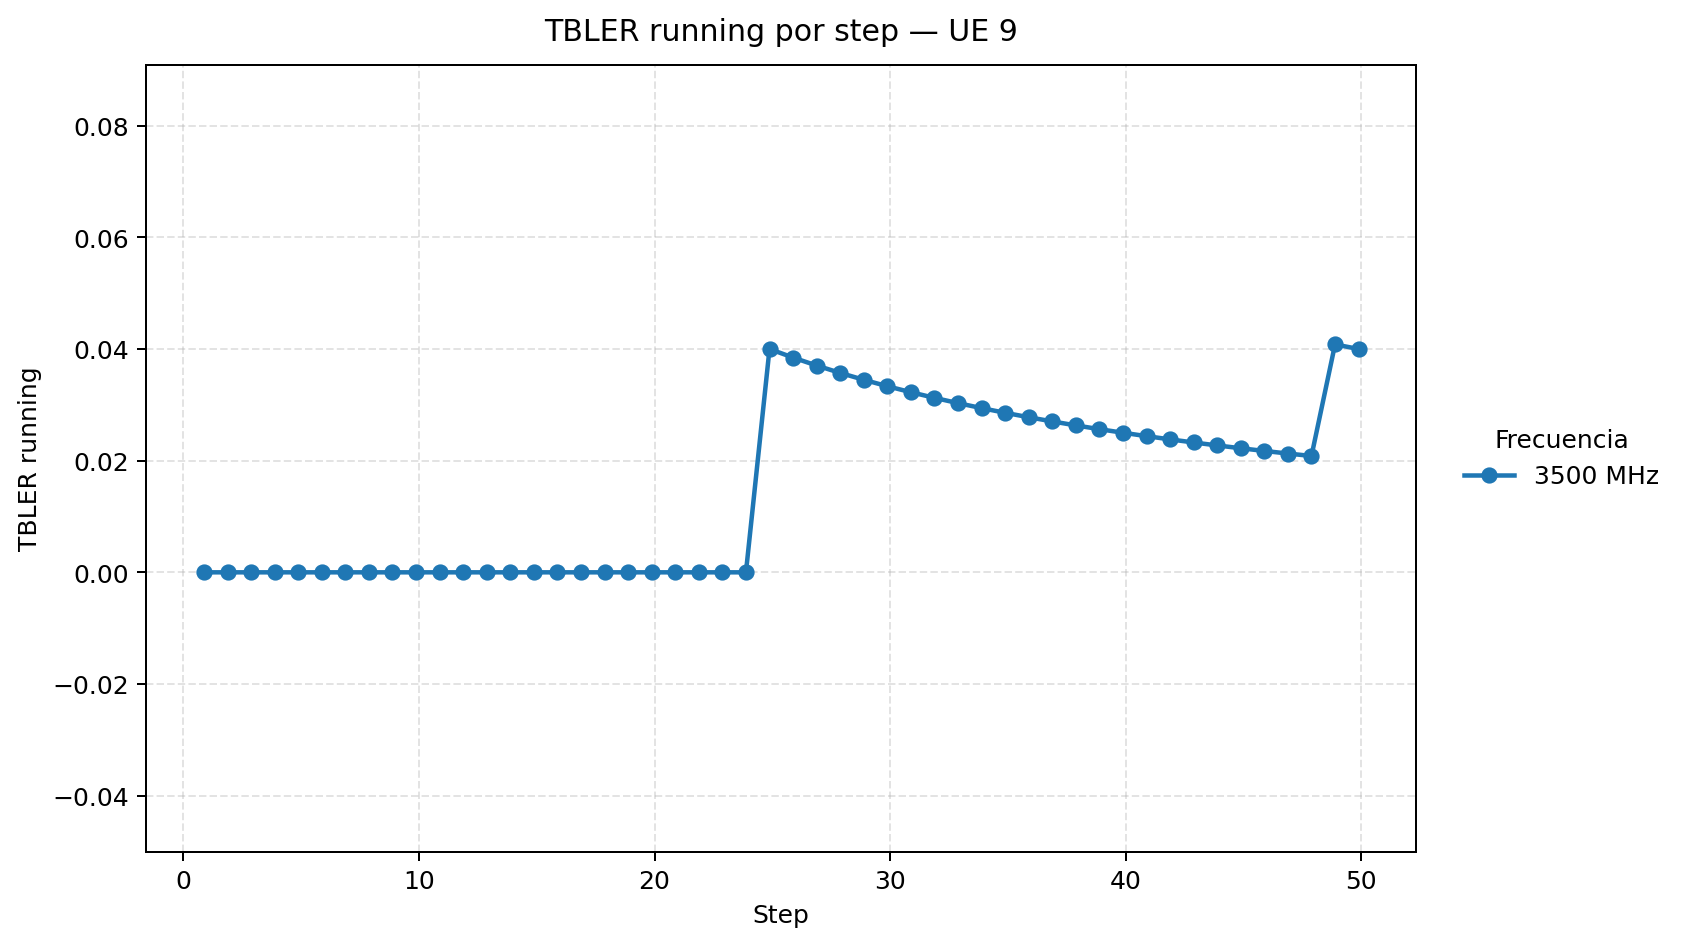 TBLER running por step — UE 9
TBLER running
0.08
0.06
0.04
0.02
0.00
−0.02
−0.04
0 10 20 30 40 50
Step
Frecuencia
3500 MHz